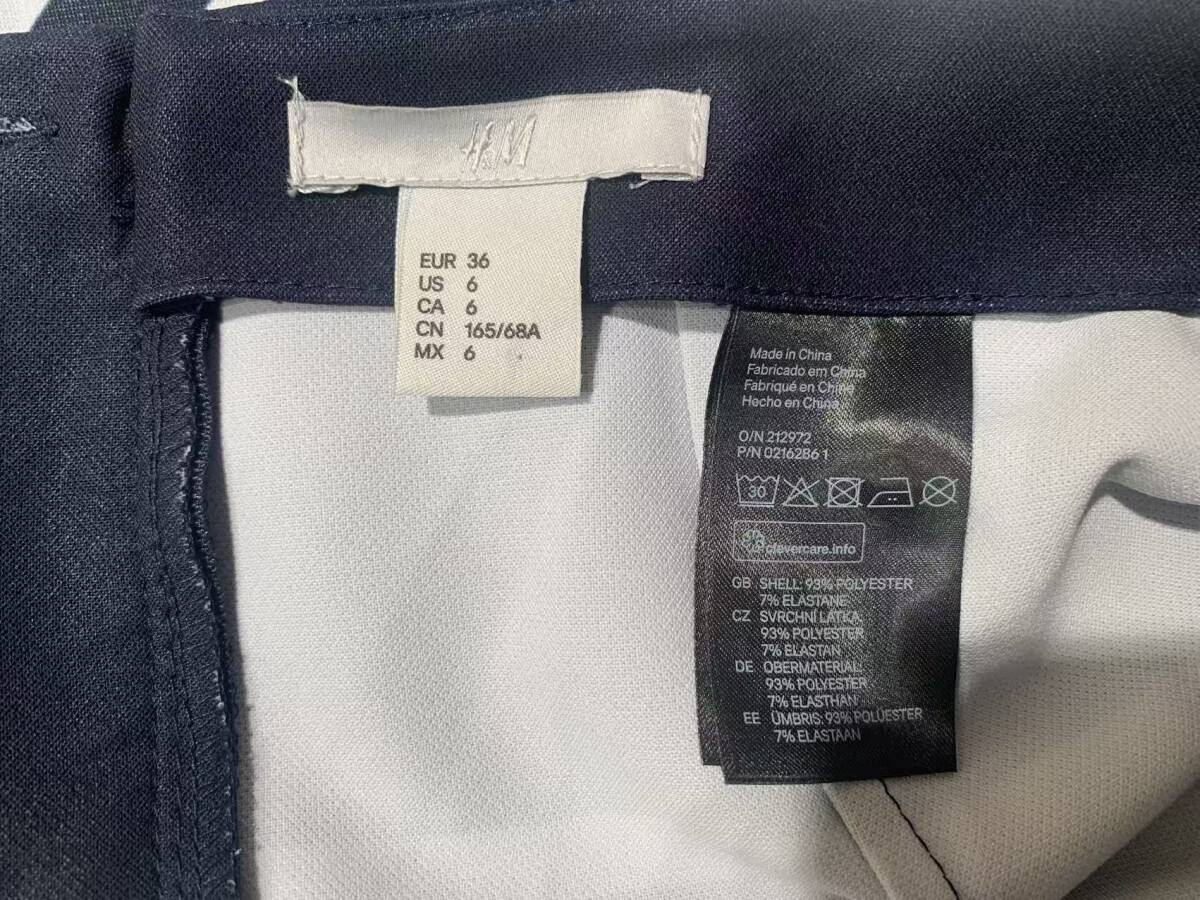 H&M
EUR 36
US 6
CA 6
CN 165/68A
MX 6
Made in China
Fabricado em China
Fabriqué en Chine
Hecho en China
O/N 212972
P/N 0216286 1
30
clevercare.info
GB SHELL: 93% POLYESTER
7% ELASTANE
CZ SVRCHNÍ LÁTKA:
93% POLYESTER
7% ELASTAN
DE OBERMATERIAL:
93% POLYESTER
7% ELASTHAN
EE ÜMBRIS: 93% POLÜESTER
7% ELASTAAN